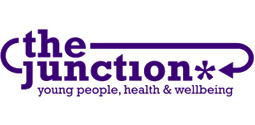 the
junction*
young people, health & wellbeing